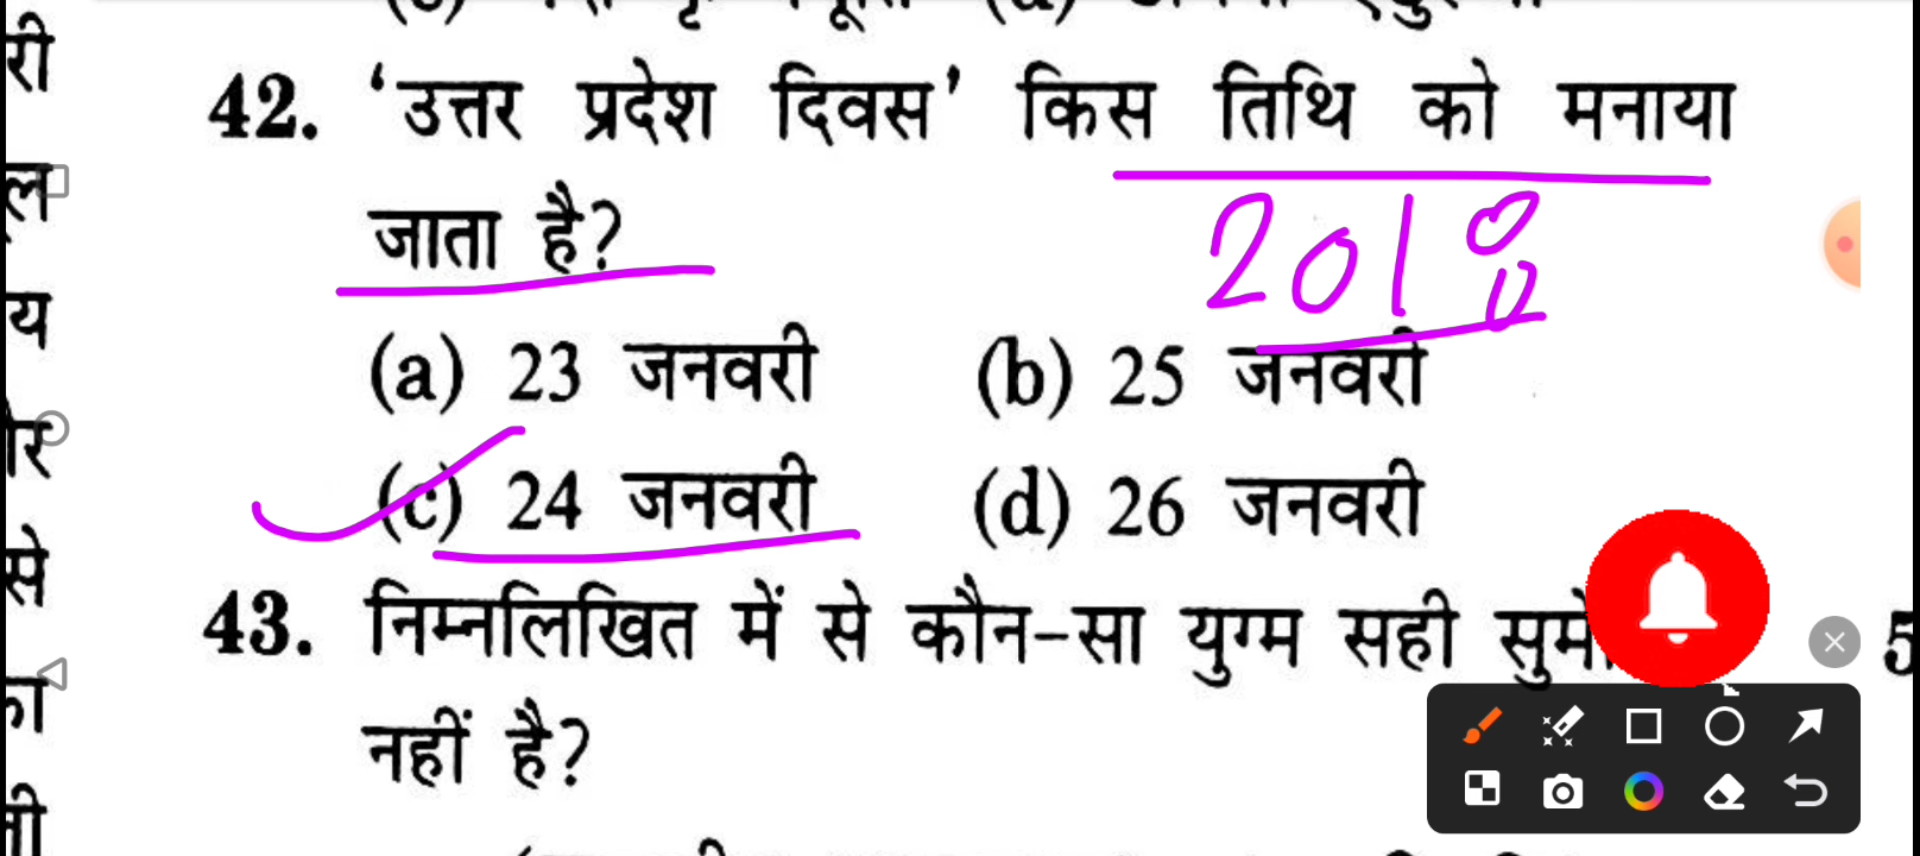 42. ‘उत्तर प्रदेश दिवस’ किस तिथि को मनाया
जाता है?
2018
(a) 23 जनवरी (b) 25 जनवरी
(c) 24 जनवरी (d) 26 जनवरी
43. निम्नलिखित में से कौन-सा युग्म सही
नहीं है?
री
य
से